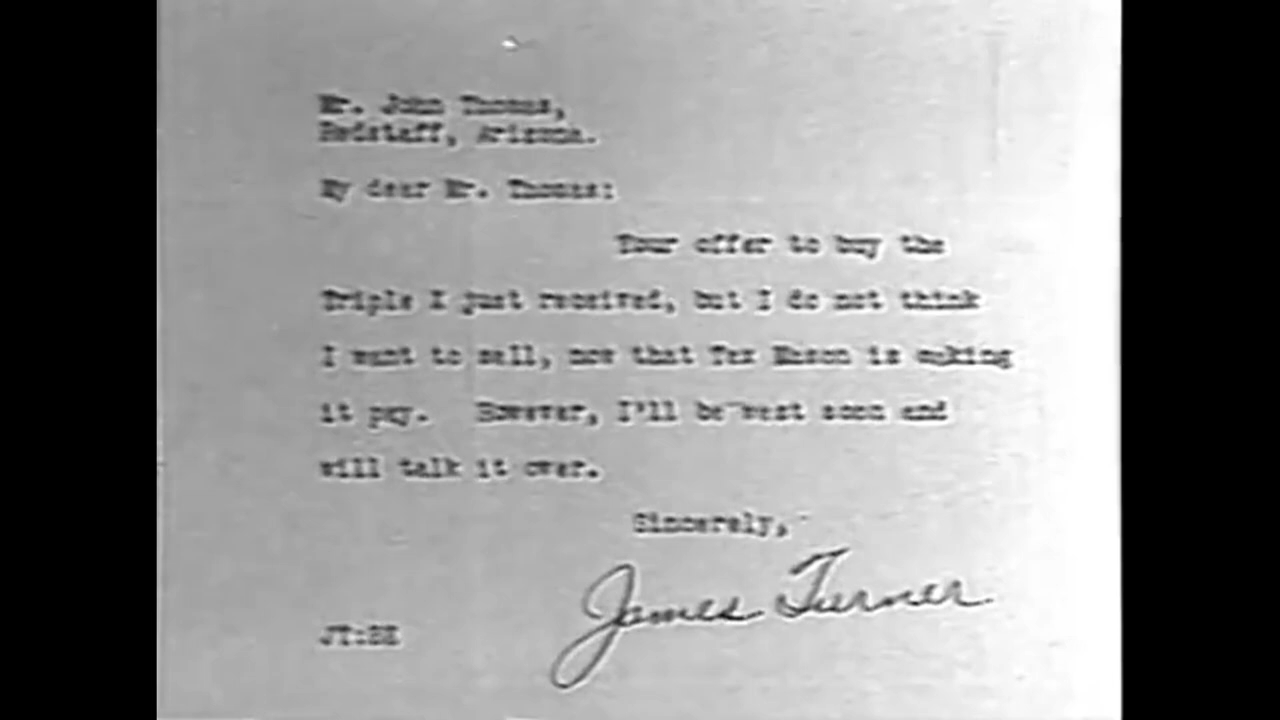 Mr. John Thomas,
Redstaff, Arizona.
My dear Mr. Thomas:
Your offer to buy the
Triple X just received, but I do not think
I want to sell, now that Tex Mason is making
it pay. However, I'll be west soon and
will talk it over.
Sincerely,
James Turner